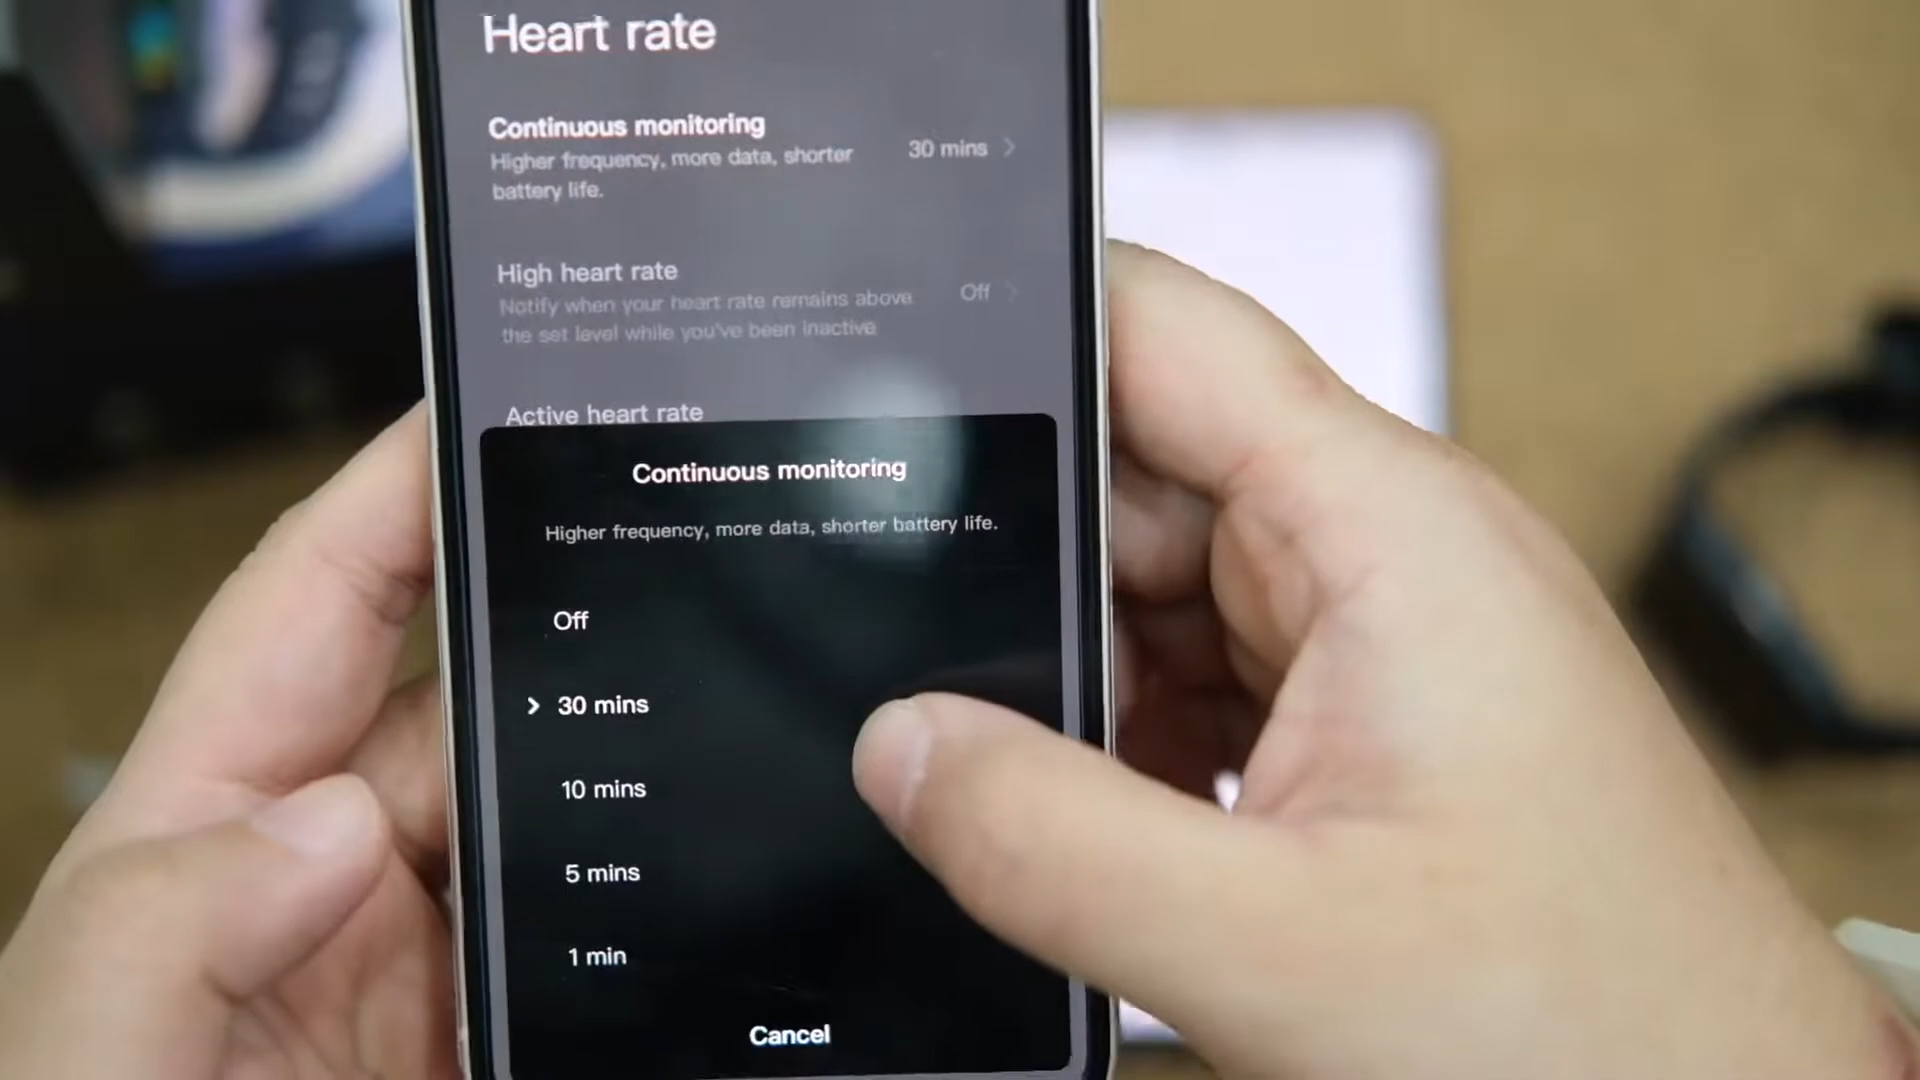 Heart rate
Continuous monitoring
Higher frequency, more data, shorter
battery life.
30 mins
High heart rate
Notify when your heart rate remains above
the set level while you've been inactive
Off
Active heart rate
Continuous monitoring
Higher frequency, more data, shorter battery life.
Off
30 mins
10 mins
5 mins
1 min
Cancel